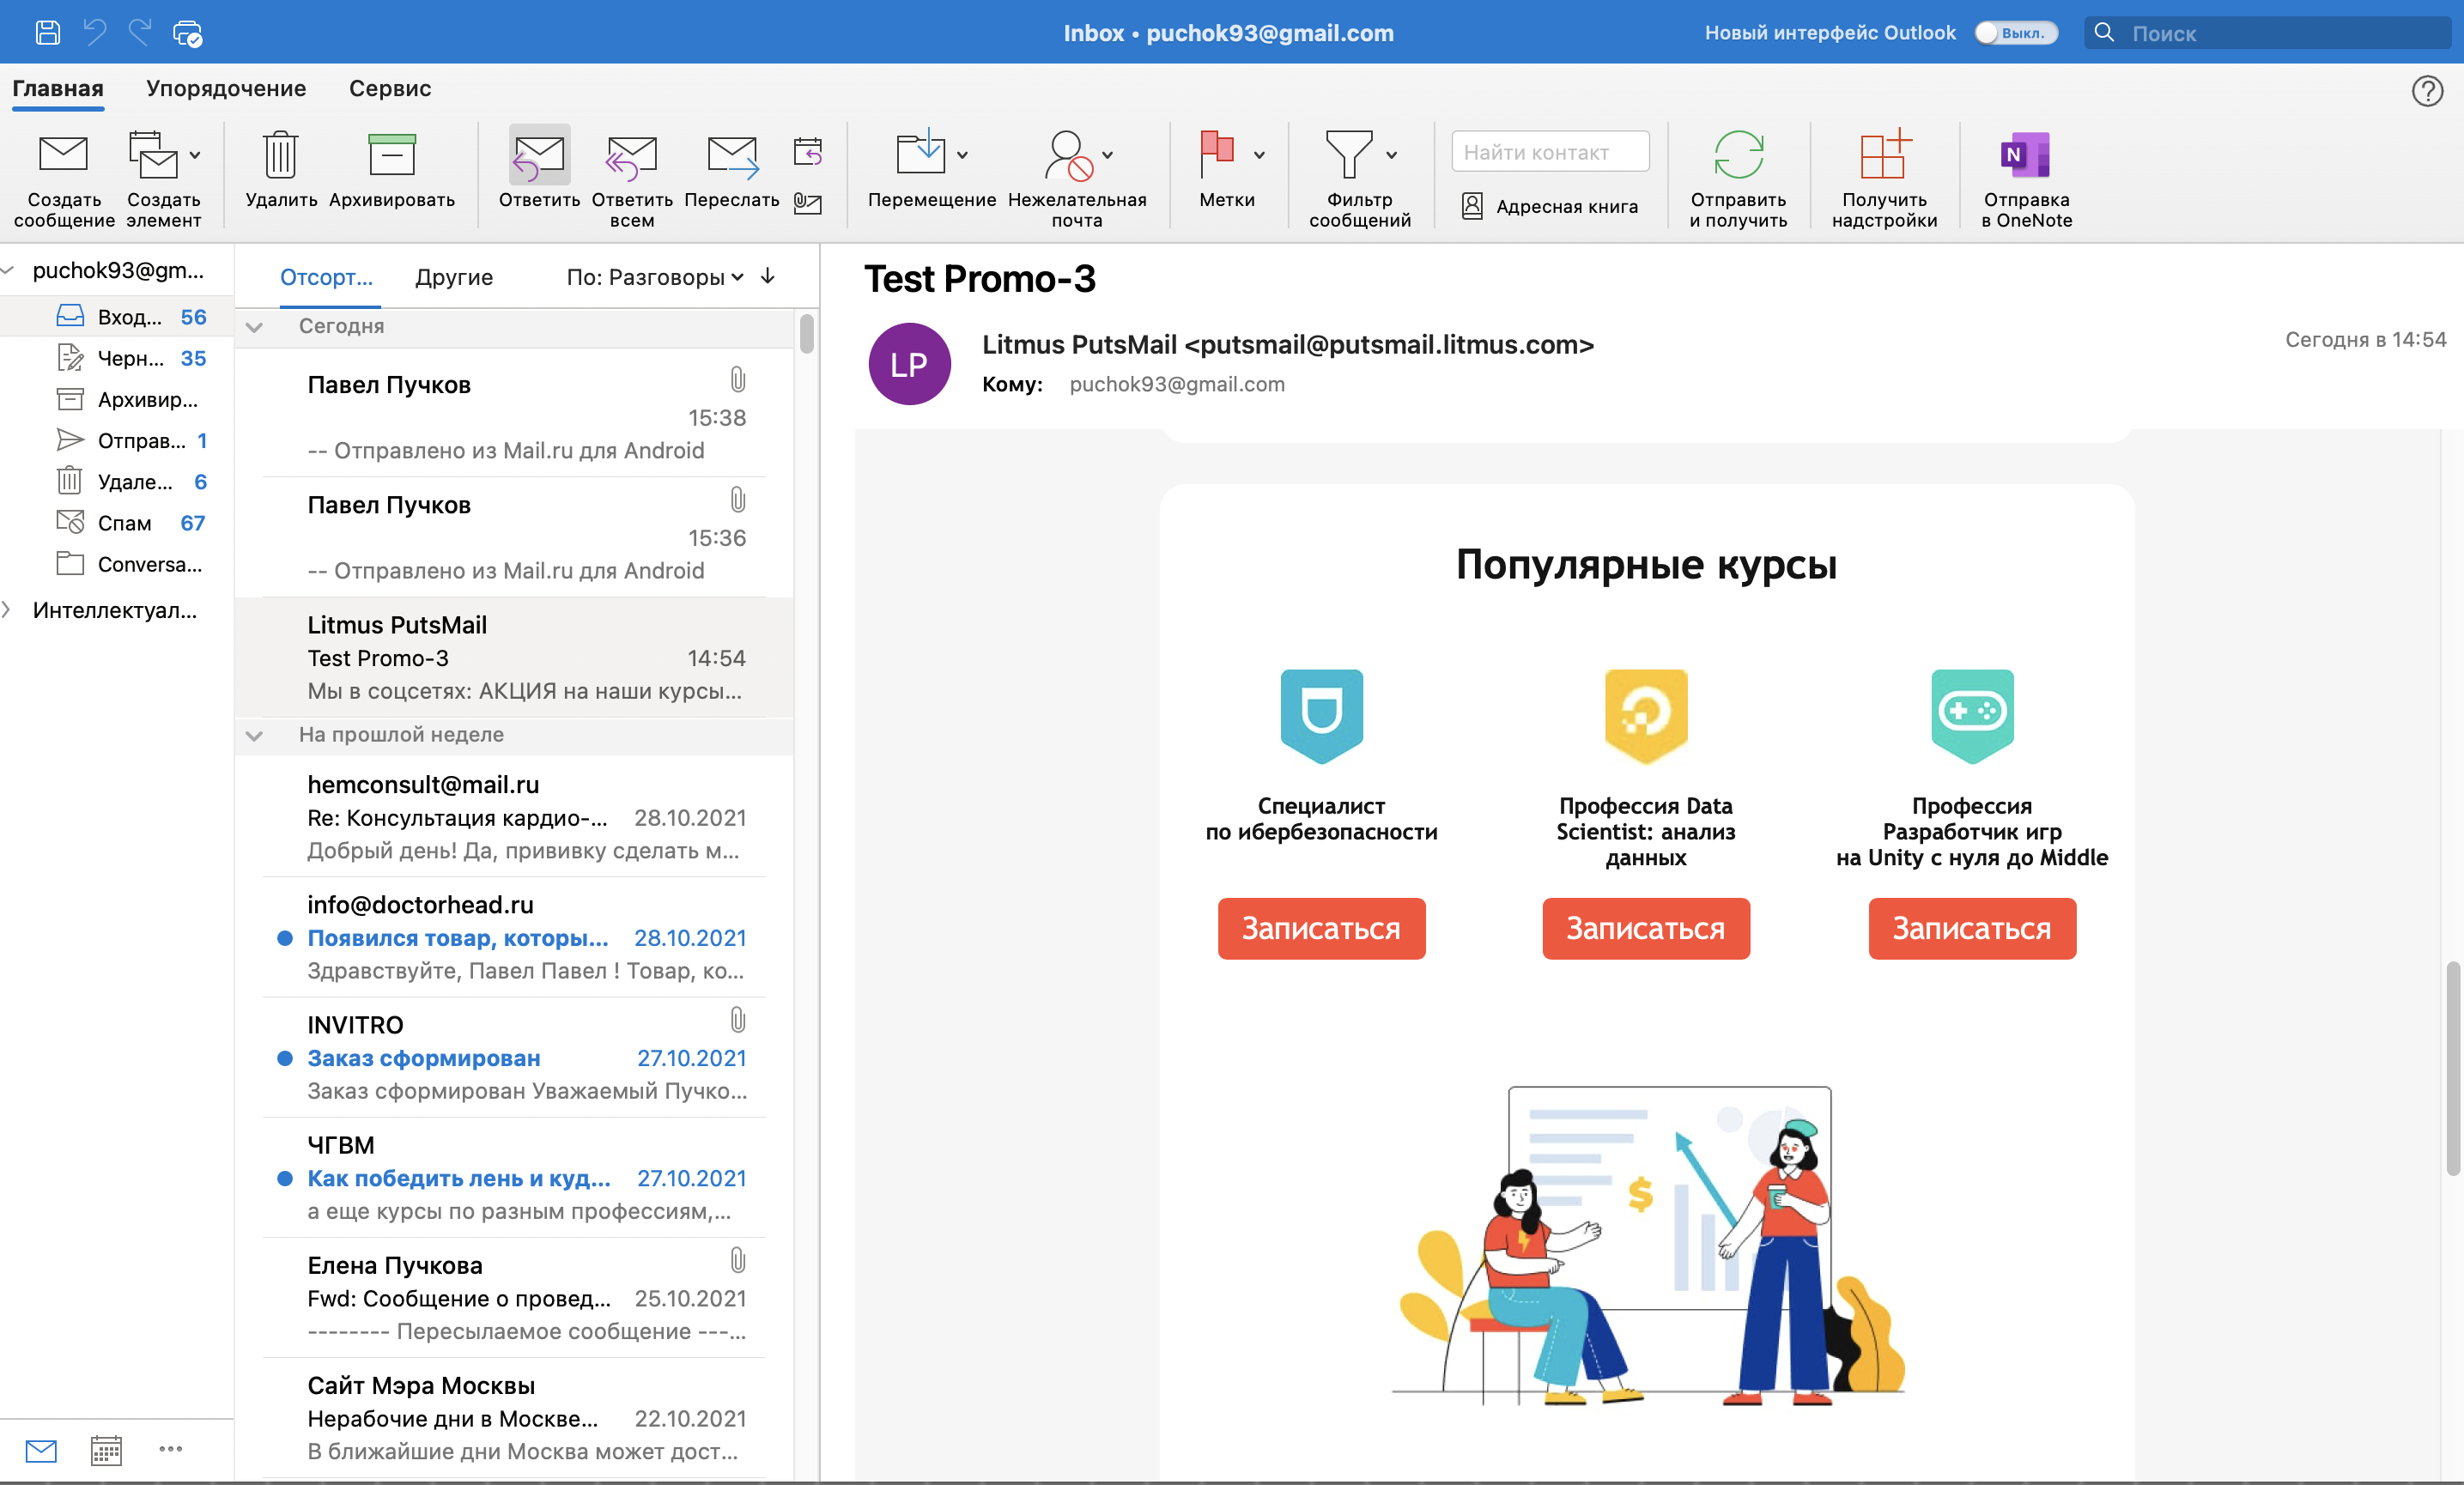 Inbox • puchok93@gmail.com
Новый интерфейс Outlook
Выкл.
Поиск
Главная
Упорядочение
Сервис
Создать сообщение
Создать элемент
Удалить
Архивировать
Ответить
Ответить всем
Переслать
Перемещение
Нежелательная почта
Метки
Фильтр сообщений
Найти контакт
Адресная книга
Отправить и получить
Получить надстройки
N
Отправка в OneNote
puchok93@gm...
Вход... 56
Черн... 35
Архивир...
Отправ... 1
Удале... 6
Спам 67
Conversa...
Интеллектуал...
Отсорт...
Другие
По: Разговоры
Сегодня
Павел Пучков
15:38
-- Отправлено из Mail.ru для Android
Павел Пучков
15:36
-- Отправлено из Mail.ru для Android
Litmus PutsMail
Test Promo-3 14:54
Мы в соцсетях: АКЦИЯ на наши курсы...
На прошлой неделе
hemconsult@mail.ru
Re: Консультация кардио-... 28.10.2021
Добрый день! Да, прививку сделать м...
info@doctorhead.ru
Появился товар, которы... 28.10.2021
Здравствуйте, Павел Павел ! Товар, ко...
INVITRO
Заказ сформирован 27.10.2021
Заказ сформирован Уважаемый Пучко...
ЧГВМ
Как победить лень и куд... 27.10.2021
а еще курсы по разным профессиям,...
Елена Пучкова
Fwd: Сообщение о провед... 25.10.2021
-------- Пересылаемое сообщение ---...
Сайт Мэра Москвы
Нерабочие дни в Москве... 22.10.2021
В ближайшие дни Москва может дост...
Test Promo-3
LP
Litmus PutsMail <putsmail@putsmail.litmus.com>
Сегодня в 14:54
Кому: puchok93@gmail.com
Популярные курсы
Специалист
по ибербезопасности
Записаться
Профессия Data
Scientist: анализ
данных
Записаться
Профессия
Разработчик игр
на Unity с нуля до Middle
Записаться
$